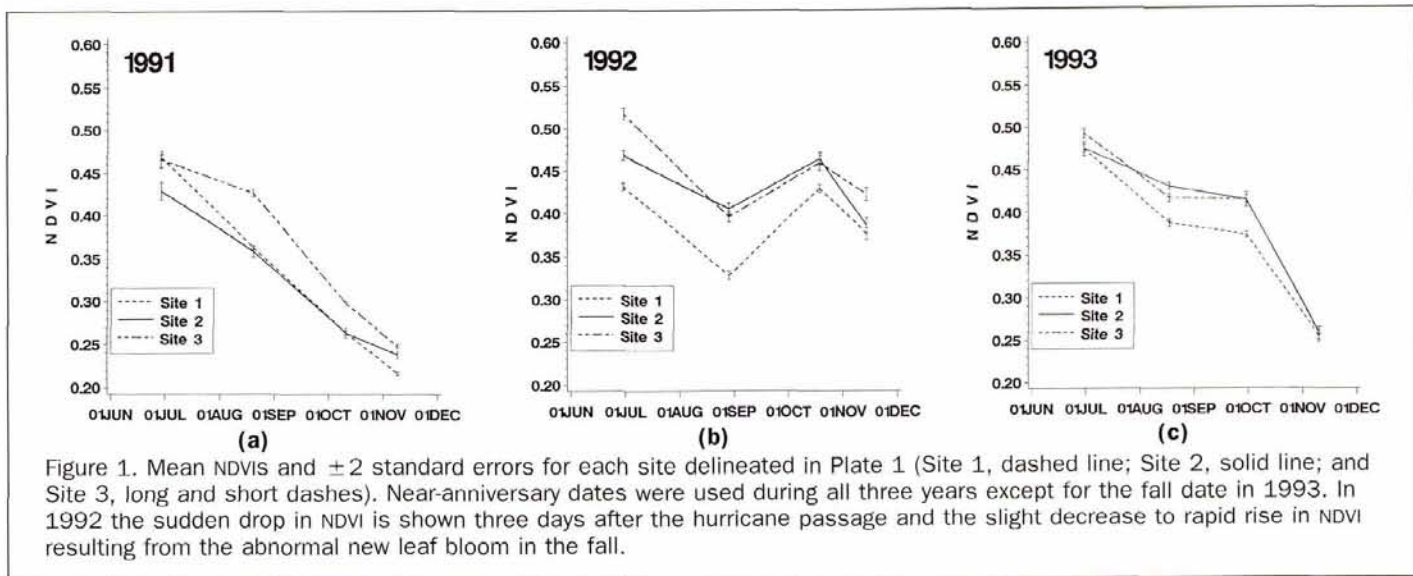 0.60
0.55
0.50
0.45
0.40
0.35
0.30
0.25
0.20
NDVI
1991
Site 1
Site 2
Site 3
01JUN 01JUL 01AUG 01SEP 01OCT 01NOV 01DEC
(a)
0.60
0.55
0.50
0.45
0.40
0.35
0.30
0.25
0.20
NDVI
1992
Site 1
Site 2
Site 3
01JUN 01JUL 01AUG 01SEP 01OCT 01NOV 01DEC
(b)
0.60
0.55
0.50
0.45
0.40
0.35
0.30
0.25
0.20
NDVI
1993
Site 1
Site 2
Site 3
01JUN 01JUL 01AUG 01SEP 01OCT 01NOV 01DEC
(c)
Figure 1. Mean NDVIs and ±2 standard errors for each site delineated in Plate 1 (Site 1, dashed line; Site 2, solid line; and
Site 3, long and short dashes). Near-anniversary dates were used during all three years except for the fall date in 1993. In
1992 the sudden drop in NDVI is shown three days after the hurricane passage and the slight decrease to rapid rise in NDVI
resulting from the abnormal new leaf bloom in the fall.